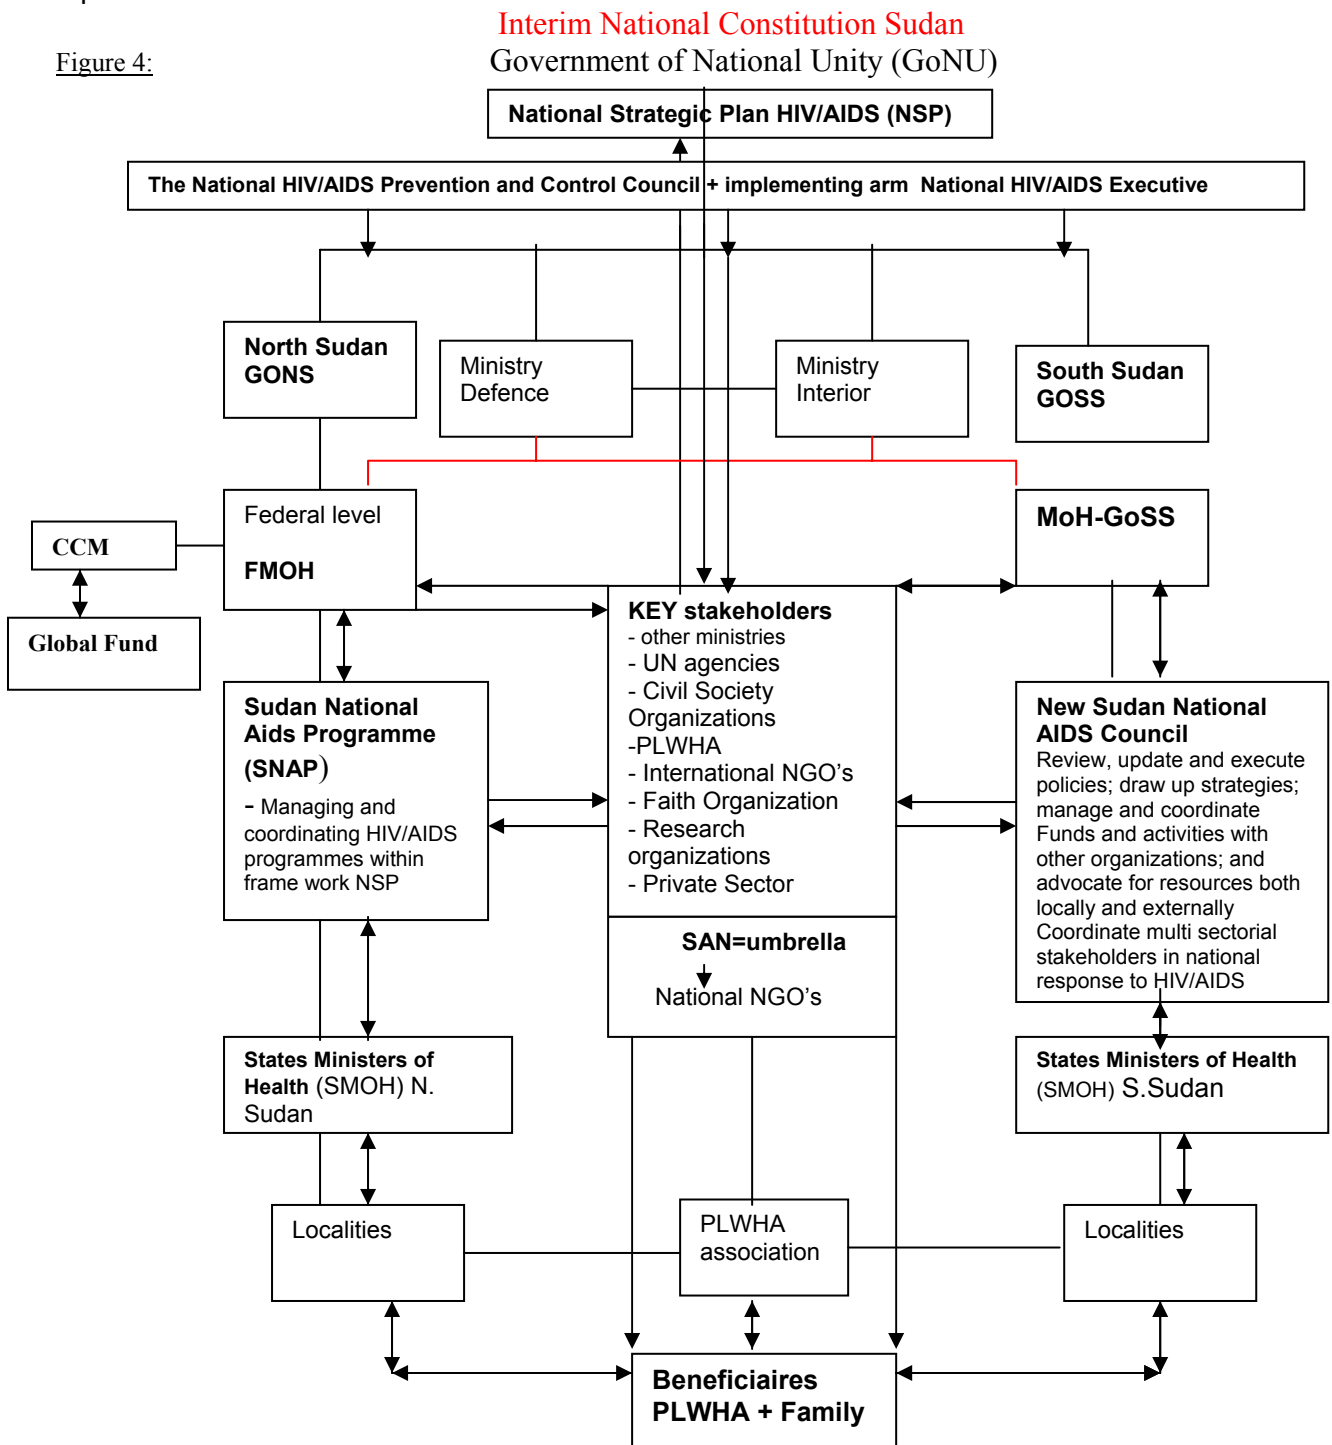 Interim National Constitution Sudan
Figure 4:
Government of National Unity (GoNU)
National Strategic Plan HIV/AIDS (NSP)
The National HIV/AIDS Prevention and Control Council + implementing arm National HIV/AIDS Executive
North Sudan
GONS
Ministry
Defence
Ministry
Interior
South Sudan
GOSS
Federal level
FMOH
MoH-GoSS
CCM
Global Fund
KEY stakeholders
- other ministries
- UN agencies
- Civil Society
Organizations
-PLWHA
- International NGO's
- Faith Organization
- Research
organizations
- Private Sector
Sudan National
Aids Programme
(SNAP)
- Managing and
coordinating HIV/AIDS
programmes within
frame work NSP
New Sudan National
AIDS Council
Review, update and execute
policies; draw up strategies;
manage and coordinate
Funds and activities with
other organizations; and
advocate for resources both
locally and externally
Coordinate multi sectorial
stakeholders in national
response to HIV/AIDS
SAN=umbrella
National NGO's
States Ministers of
Health (SMOH) N.
Sudan
States Ministers of Health
(SMOH) S.Sudan
Localities
PLWHA
association
Localities
Beneficiaires
PLWHA + Family